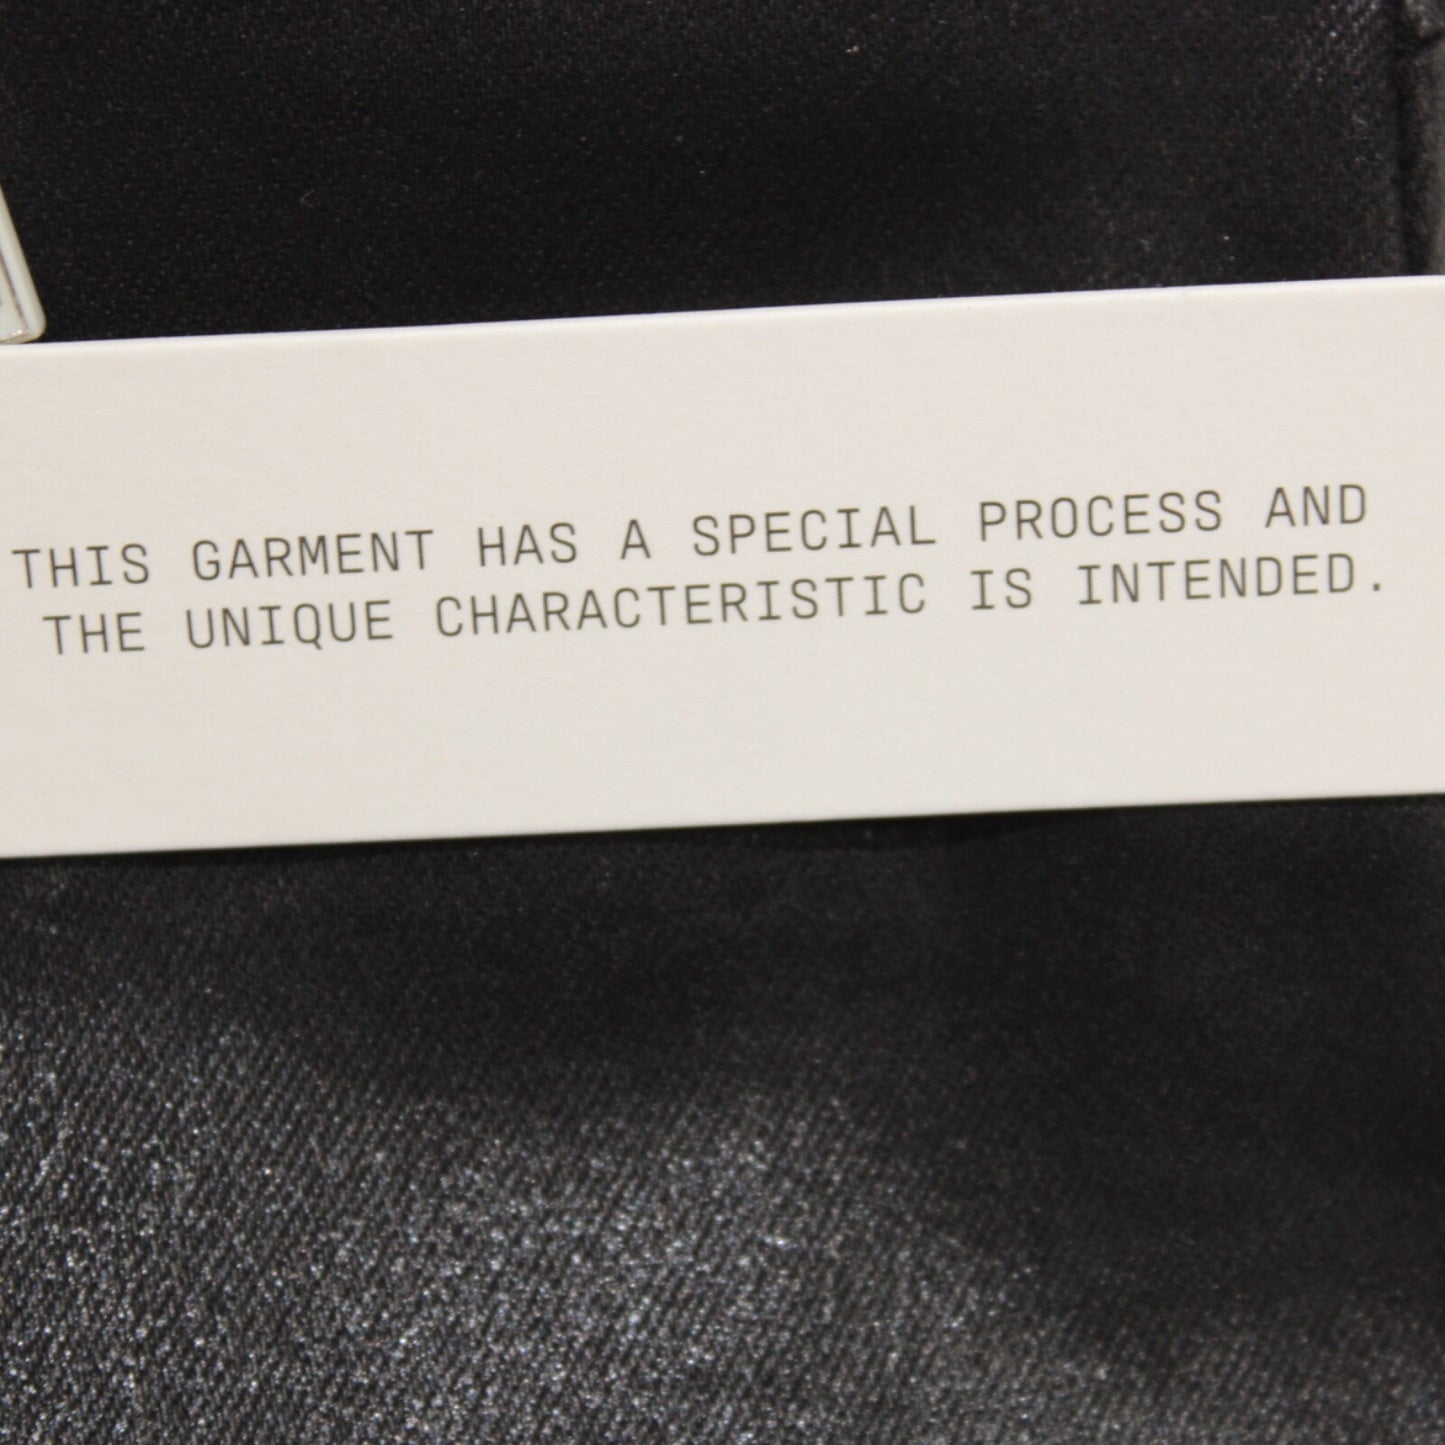 THIS GARMENT HAS A SPECIAL PROCESS AND
THE UNIQUE CHARACTERISTIC IS INTENDED.